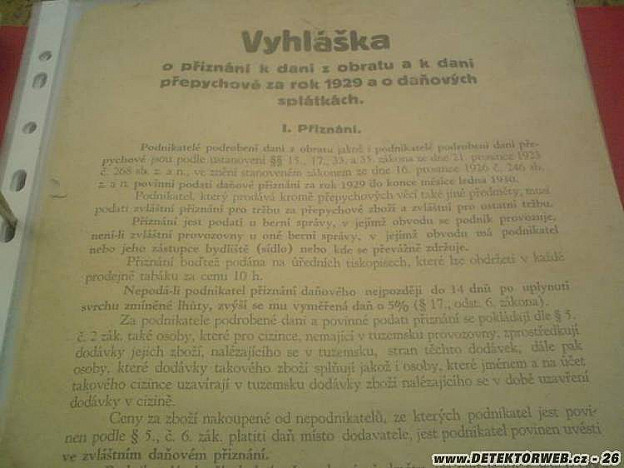 Vyhláška
o přiznání k dani z obratu a k dani
přepychové za rok 1929 a o daňových
splátkách.
I. Přiznání.
Podnikatelé podrobení dani z obratu jakož i podnikatelé podrobení dani pře-
pychové jsou podle ustanovení §§ 15., 17., 33. a 35. zákona ze dne 21. prosince 1923
č. 268 sb. z. a n., ve znění stanoveném zákonem ze dne 16. prosince 1926 č. 246 sb.
z. a n. povinni podati daňové přiznání za rok 1929 do konce měsíce ledna 1930.
Podnikatel, který prodává kromě přepychových věcí také jiné předměty, musí
podati zvláštní přiznání pro tržbu za přepychové zboží a zvláštní pro ostatní tržbu.
Přiznání jest podati u berní správy, v jejímž obvodu se podnik provozuje,
není-li zvláštní provozovny u oné berní správy, v jejímž obvodu má podnikatel
nebo jeho zástupce bydliště (sídlo) nebo kde se převážně zdržuje.
Přiznání buďtež podána na úředních tiskopisech, které lze obdržeti v každé
prodejně tabáku za cenu 10 h.
Nepodá-li podnikatel přiznání daňového nejpozději do 14 dnů po uplynutí
svrchu zmíněné lhůty, zvýší se mu vyměřená daň o 5% (§ 17., odst. 6. zákona).
Za podnikatele podrobené dani a povinné podati přiznání se pokládají dle § 5.
č. 2 zák. také osoby, které pro cizince, nemající v tuzemsku provozovny, zprostředkují
dodávky jejich zboží, nalézajícího se v tuzemsku, stran těchto dodávek, dále pak
osoby, které dodávky takového zboží splňují jakož i osoby, které jménem a na účet
takového cizince uzavírají v tuzemsku dodávky zboží nalézajícího se v době uzavření
dodávky v cizině.
Ceny za zboží nakoupené od nepodnikatelů, ze kterých podnikatel jest povi-
nen podle § 5., č. 6. zák. platiti daň místo dodavatele, jest podnikatel povinen uvésti
ve zvláštním daňovém přiznání.
WWW.DETEKTORWEB.cz - 26